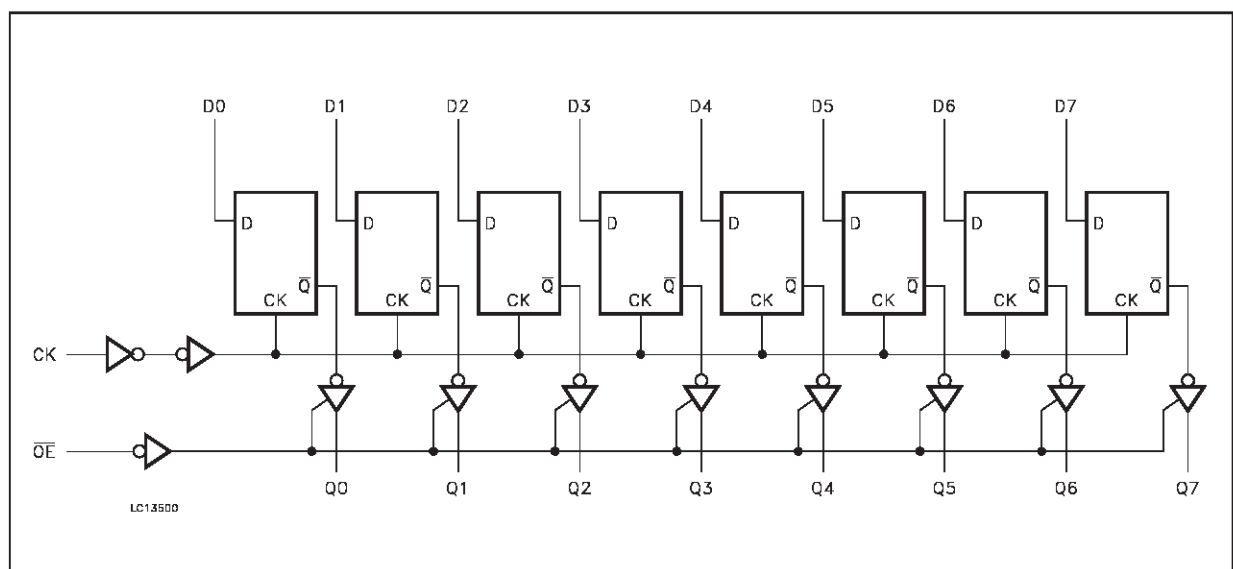 D0 D1 D2 D3 D4 D5 D6 D7
D D D D D D D D
Q̅ Q̅ Q̅ Q̅ Q̅ Q̅ Q̅ Q̅
CK CK CK CK CK CK CK CK
CK
O̅E̅
Q0 Q1 Q2 Q3 Q4 Q5 Q6 Q7
LC13500